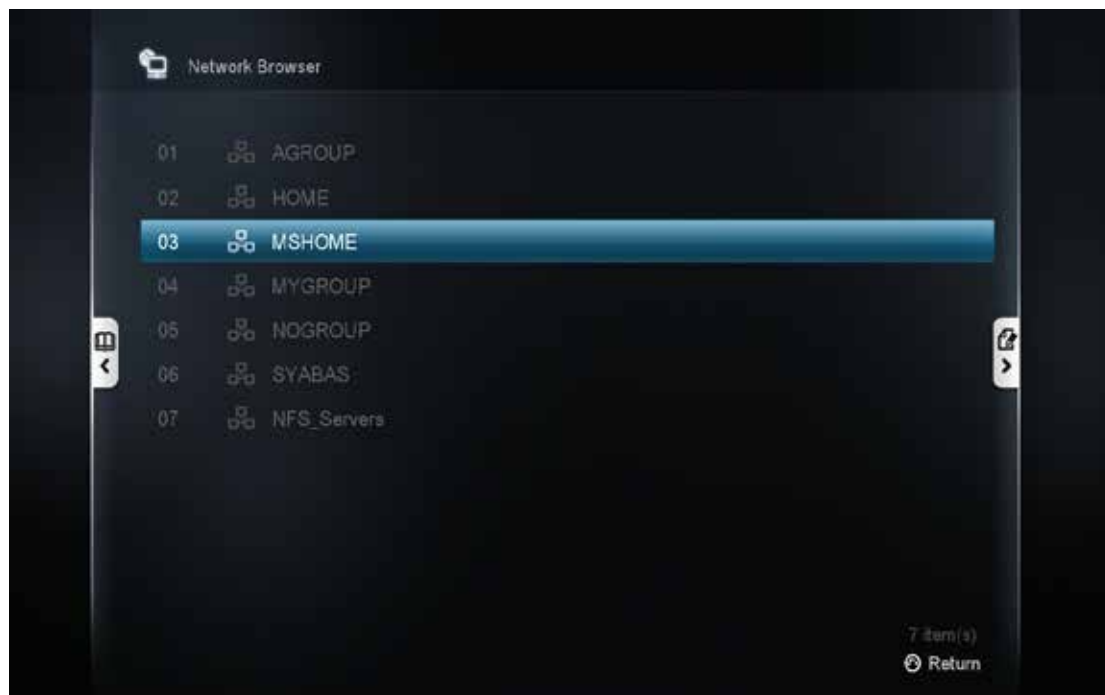 Network Browser
01 AGROUP
02 HOME
03 MSHOME
04 MYGROUP
05 NOGROUP
06 SYABAS
07 NFS_Servers
7 item(s)
Return